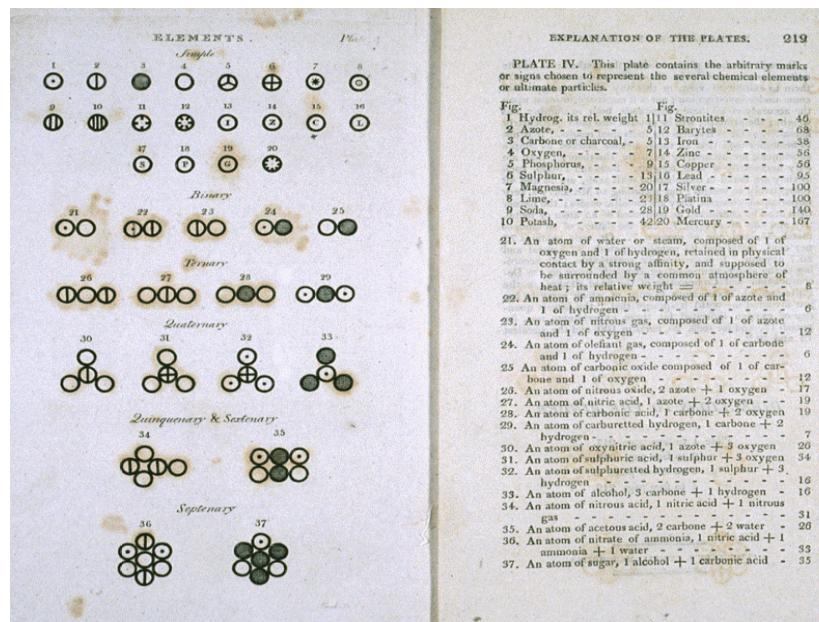 ELEMENTS.
Simple
1 2 3 4 5 6 7 8
9 10 11 12 13 14 15 16
I Z C L
17 18 19 20
S P G
Binary
21 22 23 24 25
Ternary
26 27 28 29
Quaternary
30 31 32 33
Quinquenary & Sextenary
34 35
Septenary
36 37
EXPLANATION OF THE PLATES. 219
PLATE IV. This plate contains the arbitrary marks
or signs chosen to represent the several chemical elements
or ultimate particles.
Fig. Fig.
1 Hydrog. its rel. weight 1 11 Strontites - - - 46
2 Azote, - - - - 5 12 Barytes - - - 68
3 Carbone or charcoal, - 5 13 Iron - - - - 38
4 Oxygen, - - - 7 14 Zinc - - - - 56
5 Phosphorus, - - - 9 15 Copper - - - 56
6 Sulphur, - - - 13 16 Lead - - - - 95
7 Magnesia, - - - 20 17 Silver - - - - 100
8 Lime, - - - - 23 18 Platina - - - 100
9 Soda, - - - - 28 19 Gold - - - - 140
10 Potash, - - - 42 20 Mercury - - - 167
21. An atom of water or steam, composed of 1 of
oxygen and 1 of hydrogen, retained in physical
contact by a strong affinity, and supposed to
be surrounded by a common atmosphere of
heat; its relative weight = - - - 8
22. An atom of ammonia, composed of 1 of azote and
1 of hydrogen - - - - - - 6
23. An atom of nitrous gas, composed of 1 of azote
and 1 of oxygen - - - - - - 12
24. An atom of olefiant gas, composed of 1 of carbone
and 1 of hydrogen - - - - - - 6
25 An atom of carbonic oxide composed of 1 of car-
bone and 1 of oxygen - - - - - 12
26. An atom of nitrous oxide, 2 azote + 1 oxygen - 17
27. An atom of nitric acid, 1 azote + 2 oxygen - - 19
28. An atom of carbonic acid, 1 carbone + 2 oxygen 19
29. An atom of carburetted hydrogen, 1 carbone + 2
hydrogen - - - - - - - 7
30. An atom of oxynitric acid, 1 azote + 3 oxygen 26
31. An atom of sulphuric acid, 1 sulphur + 3 oxygen 34
32. An atom of sulphuretted hydrogen, 1 sulphur + 3
hydrogen - - - - - - - 16
33. An atom of alcohol, 3 carbone + 1 hydrogen - 16
34. An atom of nitrous acid, 1 nitric acid + 1 nitrous
gas - - - - - - - - 31
35. An atom of acetous acid, 2 carbone + 2 water - 26
36. An atom of nitrate of ammonia, 1 nitric acid + 1
ammonia + 1 water - - - - - 33
37. An atom of sugar, 1 alcohol + 1 carbonic acid - 35